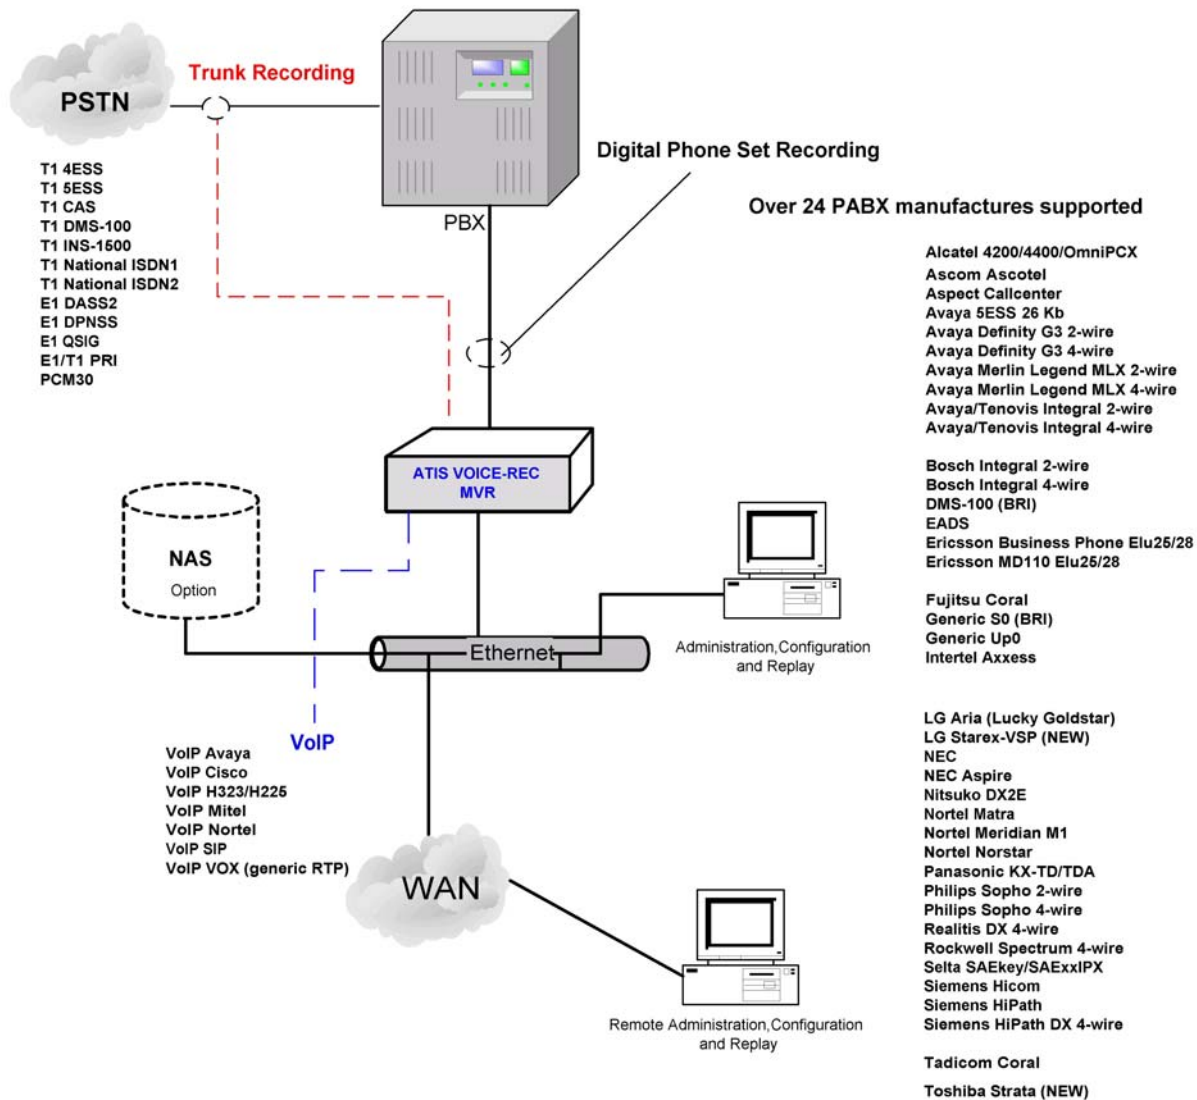 Trunk Recording
PSTN
T1 4ESS
T1 5ESS
T1 CAS
T1 DMS-100
T1 INS-1500
T1 National ISDN1
T1 National ISDN2
E1 DASS2
E1 DPNSS
E1 QSIG
E1/T1 PRI
PCM30
PBX
Digital Phone Set Recording
Over 24 PABX manufactures supported
Alcatel 4200/4400/OmniPCX
Ascom Ascotel
Aspect Callcenter
Avaya 5ESS 26 Kb
Avaya Definity G3 2-wire
Avaya Definity G3 4-wire
Avaya Merlin Legend MLX 2-wire
Avaya Merlin Legend MLX 4-wire
Avaya/Tenovis Integral 2-wire
Avaya/Tenovis Integral 4-wire
Bosch Integral 2-wire
Bosch Integral 4-wire
DMS-100 (BRI)
EADS
Ericsson Business Phone Elu25/28
Ericsson MD110 Elu25/28
Fujitsu Coral
Generic S0 (BRI)
Generic Up0
Intertel Axxess
LG Aria (Lucky Goldstar)
LG Starex-VSP (NEW)
NEC
NEC Aspire
Nitsuko DX2E
Nortel Matra
Nortel Meridian M1
Nortel Norstar
Panasonic KX-TD/TDA
Philips Sopho 2-wire
Philips Sopho 4-wire
Realitis DX 4-wire
Rockwell Spectrum 4-wire
Selta SAEkey/SAExxIPX
Siemens Hicom
Siemens HiPath
Siemens HiPath DX 4-wire
Tadicom Coral
Toshiba Strata (NEW)
ATIS VOICE-REC
MVR
NAS
Option
Ethernet
Administration,Configuration
and Replay
VoIP
VoIP Avaya
VoIP Cisco
VoIP H323/H225
VoIP Mitel
VoIP Nortel
VoIP SIP
VoIP VOX (generic RTP)
WAN
Remote Administration,Configuration
and Replay